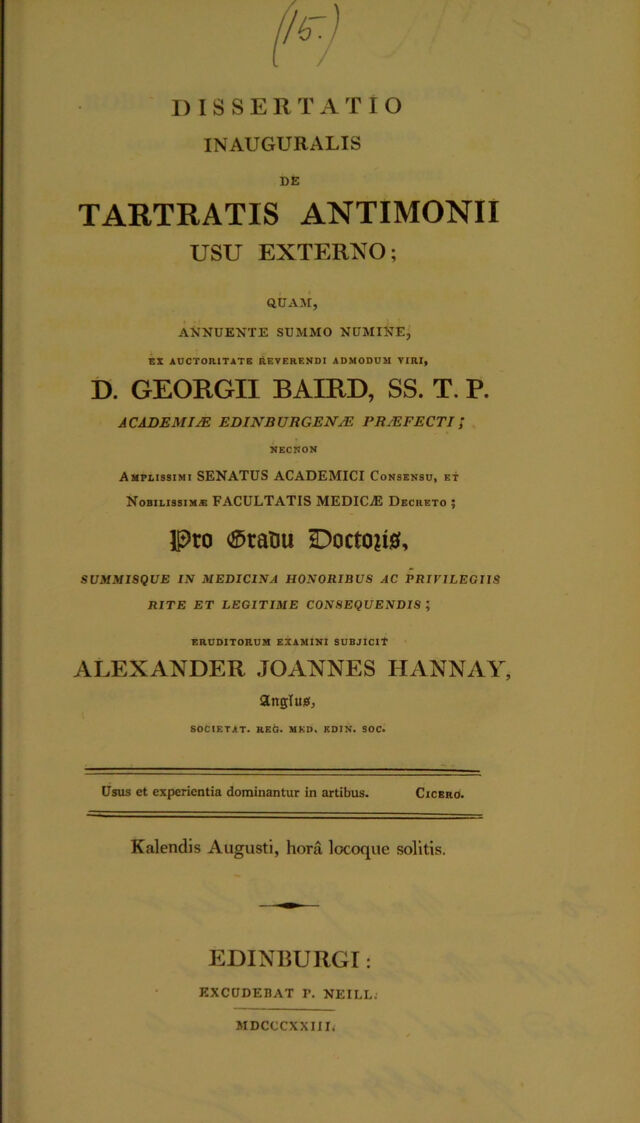 (15.)
DISSERTATIO
INAUGURALIS
DE
TARTRATIS ANTIMONII
USU EXTERNO;
QUAM,
ANNUENTE SUMMO NUMINE,
EX AUCTORITATE REVERENDI ADMODUM VIRI,
D. GEORGII BAIRD, SS. T. P.
ACADEMIÆ EDINBURGENÆ PRÆFECTI;
NECNON
AMPLISSIMI SENATUS ACADEMICI CONSENSU, ET
NOBILISSIMÆ FACULTATIS MEDICÆ DECRETO;
Pro Gradu Doctoris,
SUMMISQUE IN MEDICINA HONORIBUS AC PRIVILEGIIS
RITE ET LEGITIME CONSEQUENDIS;
ERUDITORUM EXAMINI SUBJICIT
ALEXANDER JOANNES HANNAY,
Anglus,
SOCIETAT. REG. MED. EDIN. SOC.
Usus et experientia dominantur in artibus. CICERO.
Kalendis Augusti, horâ locoque solitis.
EDINBURGI:
EXCUDEBAT P. NEILL.
MDCCCXXIII.